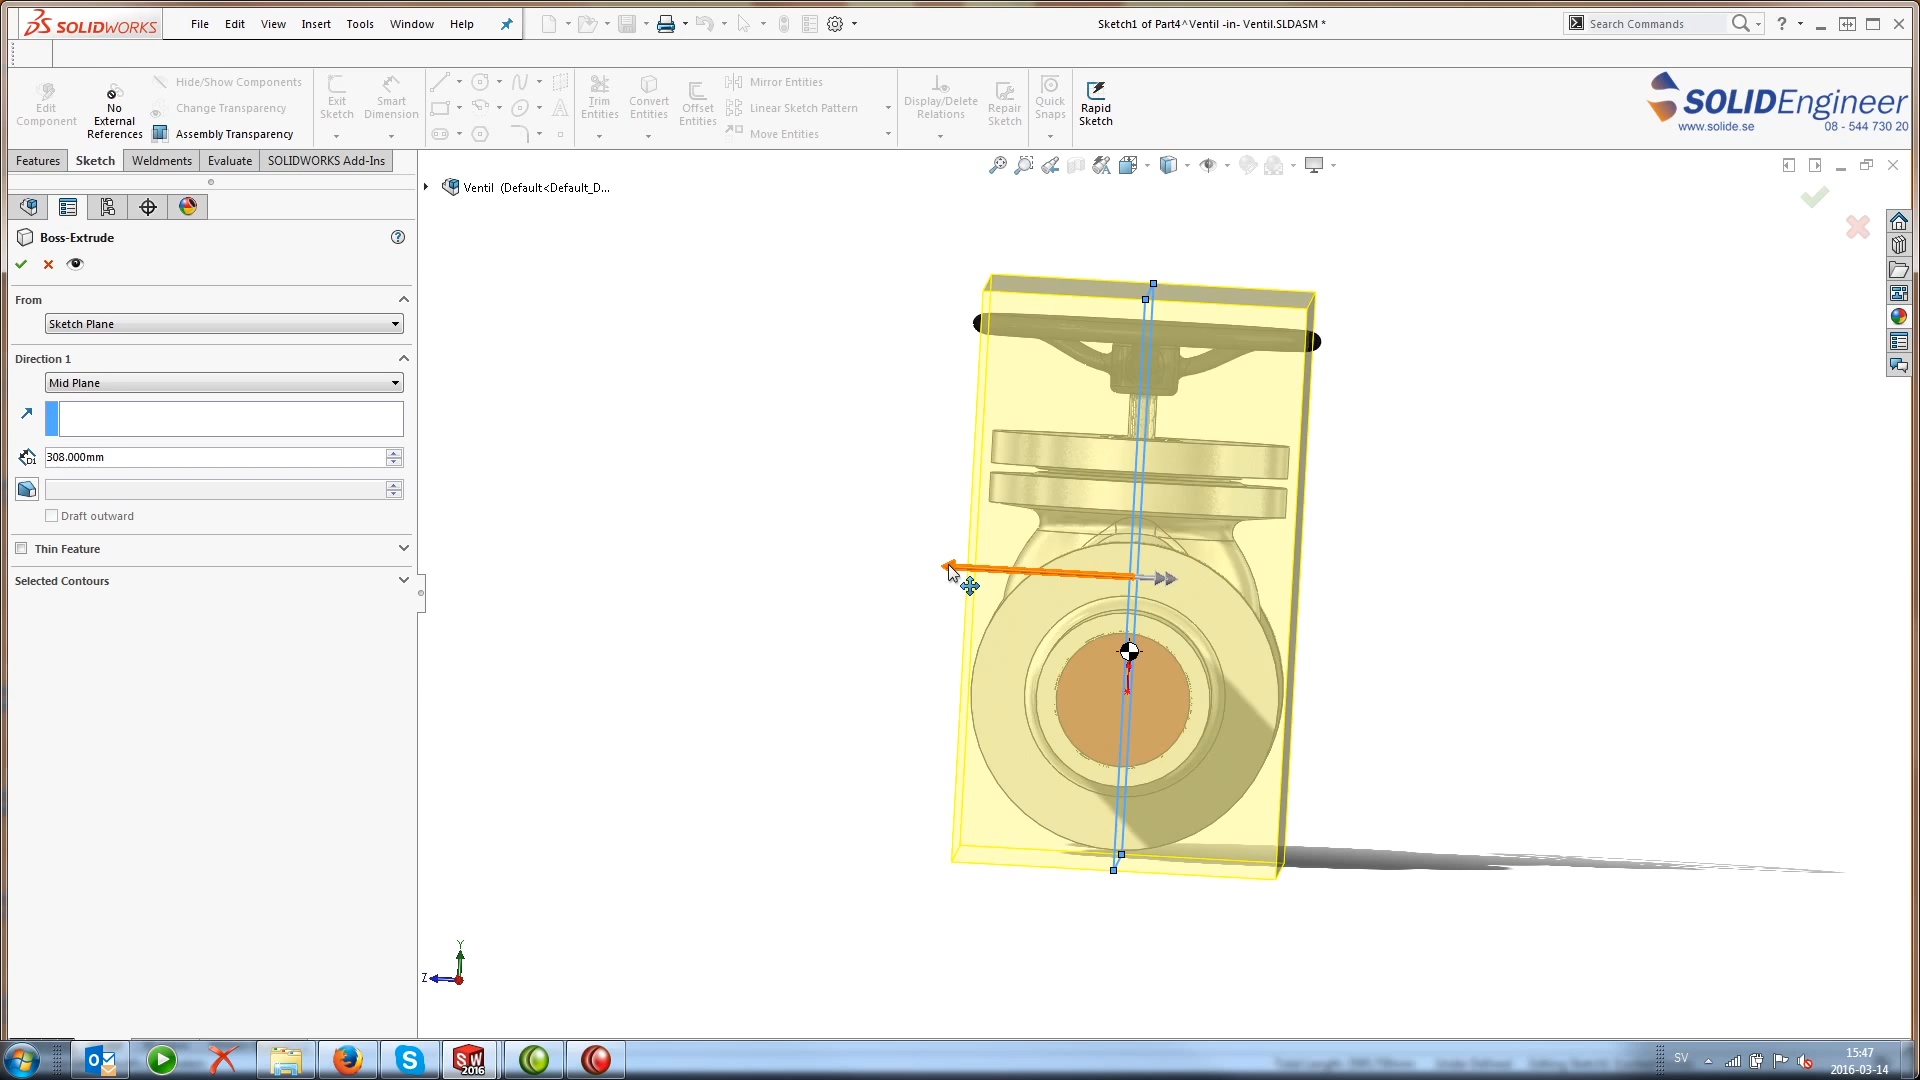 SOLIDWORKS
File Edit View Insert Tools Window Help
Sketch1 of Part4^Ventil -in- Ventil.SLDASM *
Search Commands
?
Edit Component
No External References
Hide/Show Components
Change Transparency
Assembly Transparency
Exit Sketch
Smart Dimension
Trim Entities
Convert Entities
Offset Entities
Mirror Entities
Linear Sketch Pattern
Move Entities
Display/Delete Relations
Repair Sketch
Quick Snaps
Rapid Sketch
SOLIDEngineer
www.solide.se 08 - 544 730 20
Features Sketch Weldments Evaluate SOLIDWORKS Add-Ins
Ventil (Default<Default_D...
Boss-Extrude
?
From
Sketch Plane
Direction 1
Mid Plane
D1
308.000mm
Draft outward
Thin Feature
Selected Contours
Y
Z
SW
2016
SV
15:47
2016-03-14